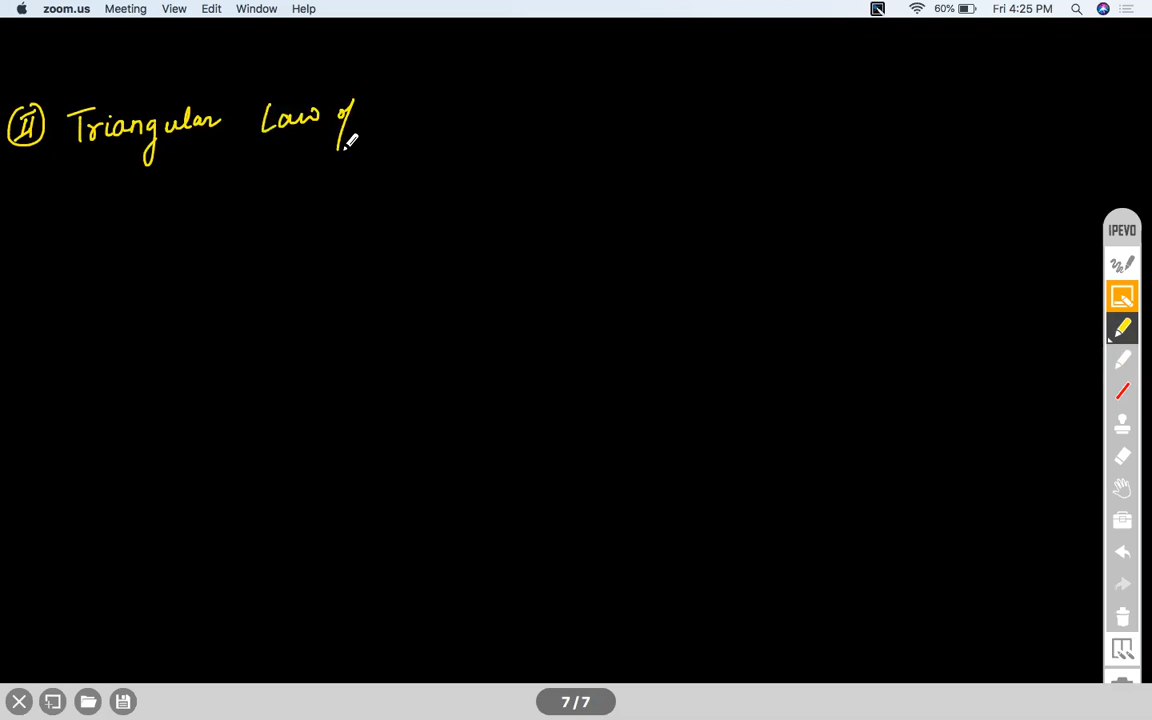 zoom.us Meeting View Edit Window Help 60% Fri 4:25 PM
Ⅱ Triangular Law of
IPEVO
7/7